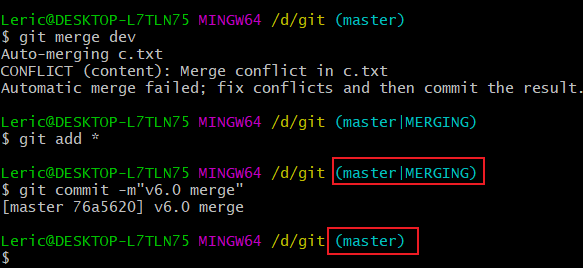 Leric@DESKTOP-L7TLN75 MINGW64 /d/git (master)
$ git merge dev
Auto-merging c.txt
CONFLICT (content): Merge conflict in c.txt
Automatic merge failed; fix conflicts and then commit the result.
Leric@DESKTOP-L7TLN75 MINGW64 /d/git (master|MERGING)
$ git add *
Leric@DESKTOP-L7TLN75 MINGW64 /d/git (master|MERGING)
$ git commit -m"v6.0 merge"
[master 76a5620] v6.0 merge
Leric@DESKTOP-L7TLN75 MINGW64 /d/git (master)
$